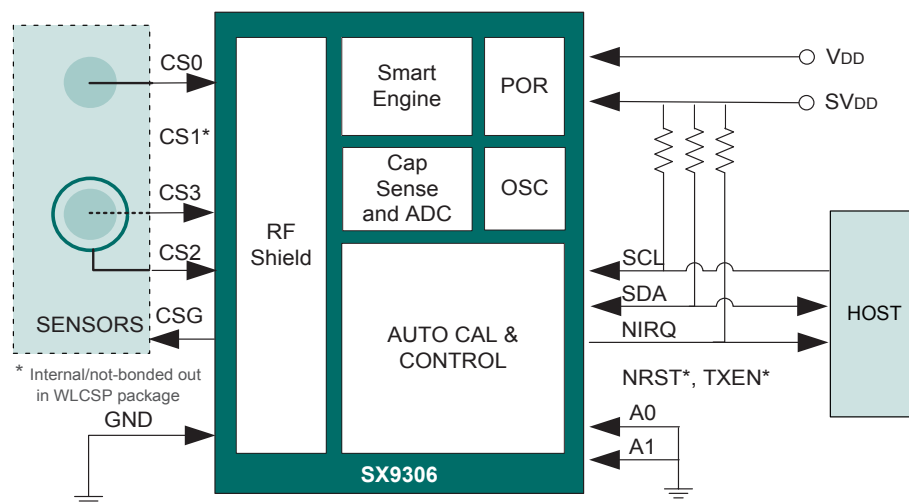 CS0
CS1*
CS3
CS2
SENSORS
CSG
* Internal/not-bonded out
in WLCSP package
GND
RF
Shield
Smart
Engine
POR
Cap
Sense
and ADC
OSC
AUTO CAL &
CONTROL
SX9306
VDD
SVDD
SCL
SDA
NIRQ
NRST*, TXEN*
A0
A1
HOST